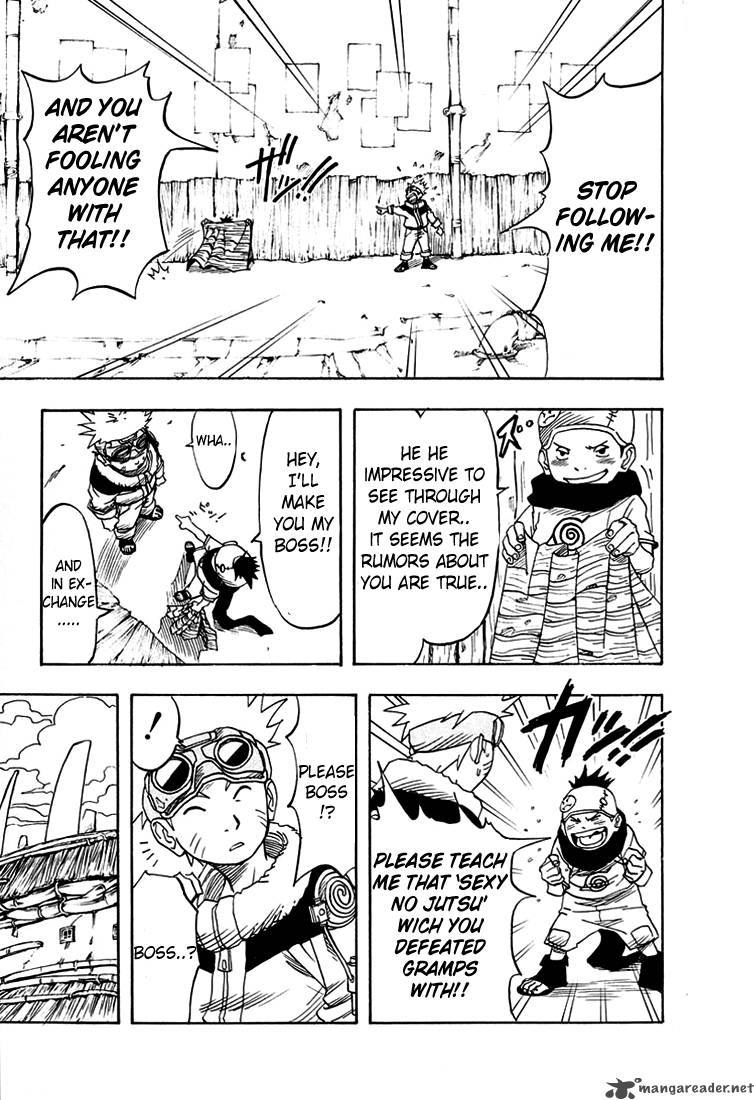 STOP
FOLLOW-
ING ME!!
AND YOU
AREN'T
FOOLING
ANYONE
WITH
THAT!!
HE HE
IMPRESSIVE TO
SEE THROUGH
MY COVER..
IT SEEMS THE
RUMORS ABOUT
YOU ARE TRUE..
HEY,
I'LL
MAKE
YOU MY
BOSS!!
WHA..
AND
IN EX-
CHANGE
.....
PLEASE TEACH
ME THAT 'SEXY
NO JUTSU'
WICH YOU
DEFEATED
GRAMPS
WITH!!
PLEASE
BOSS
!?
!
BOSS..?
mangareader.net